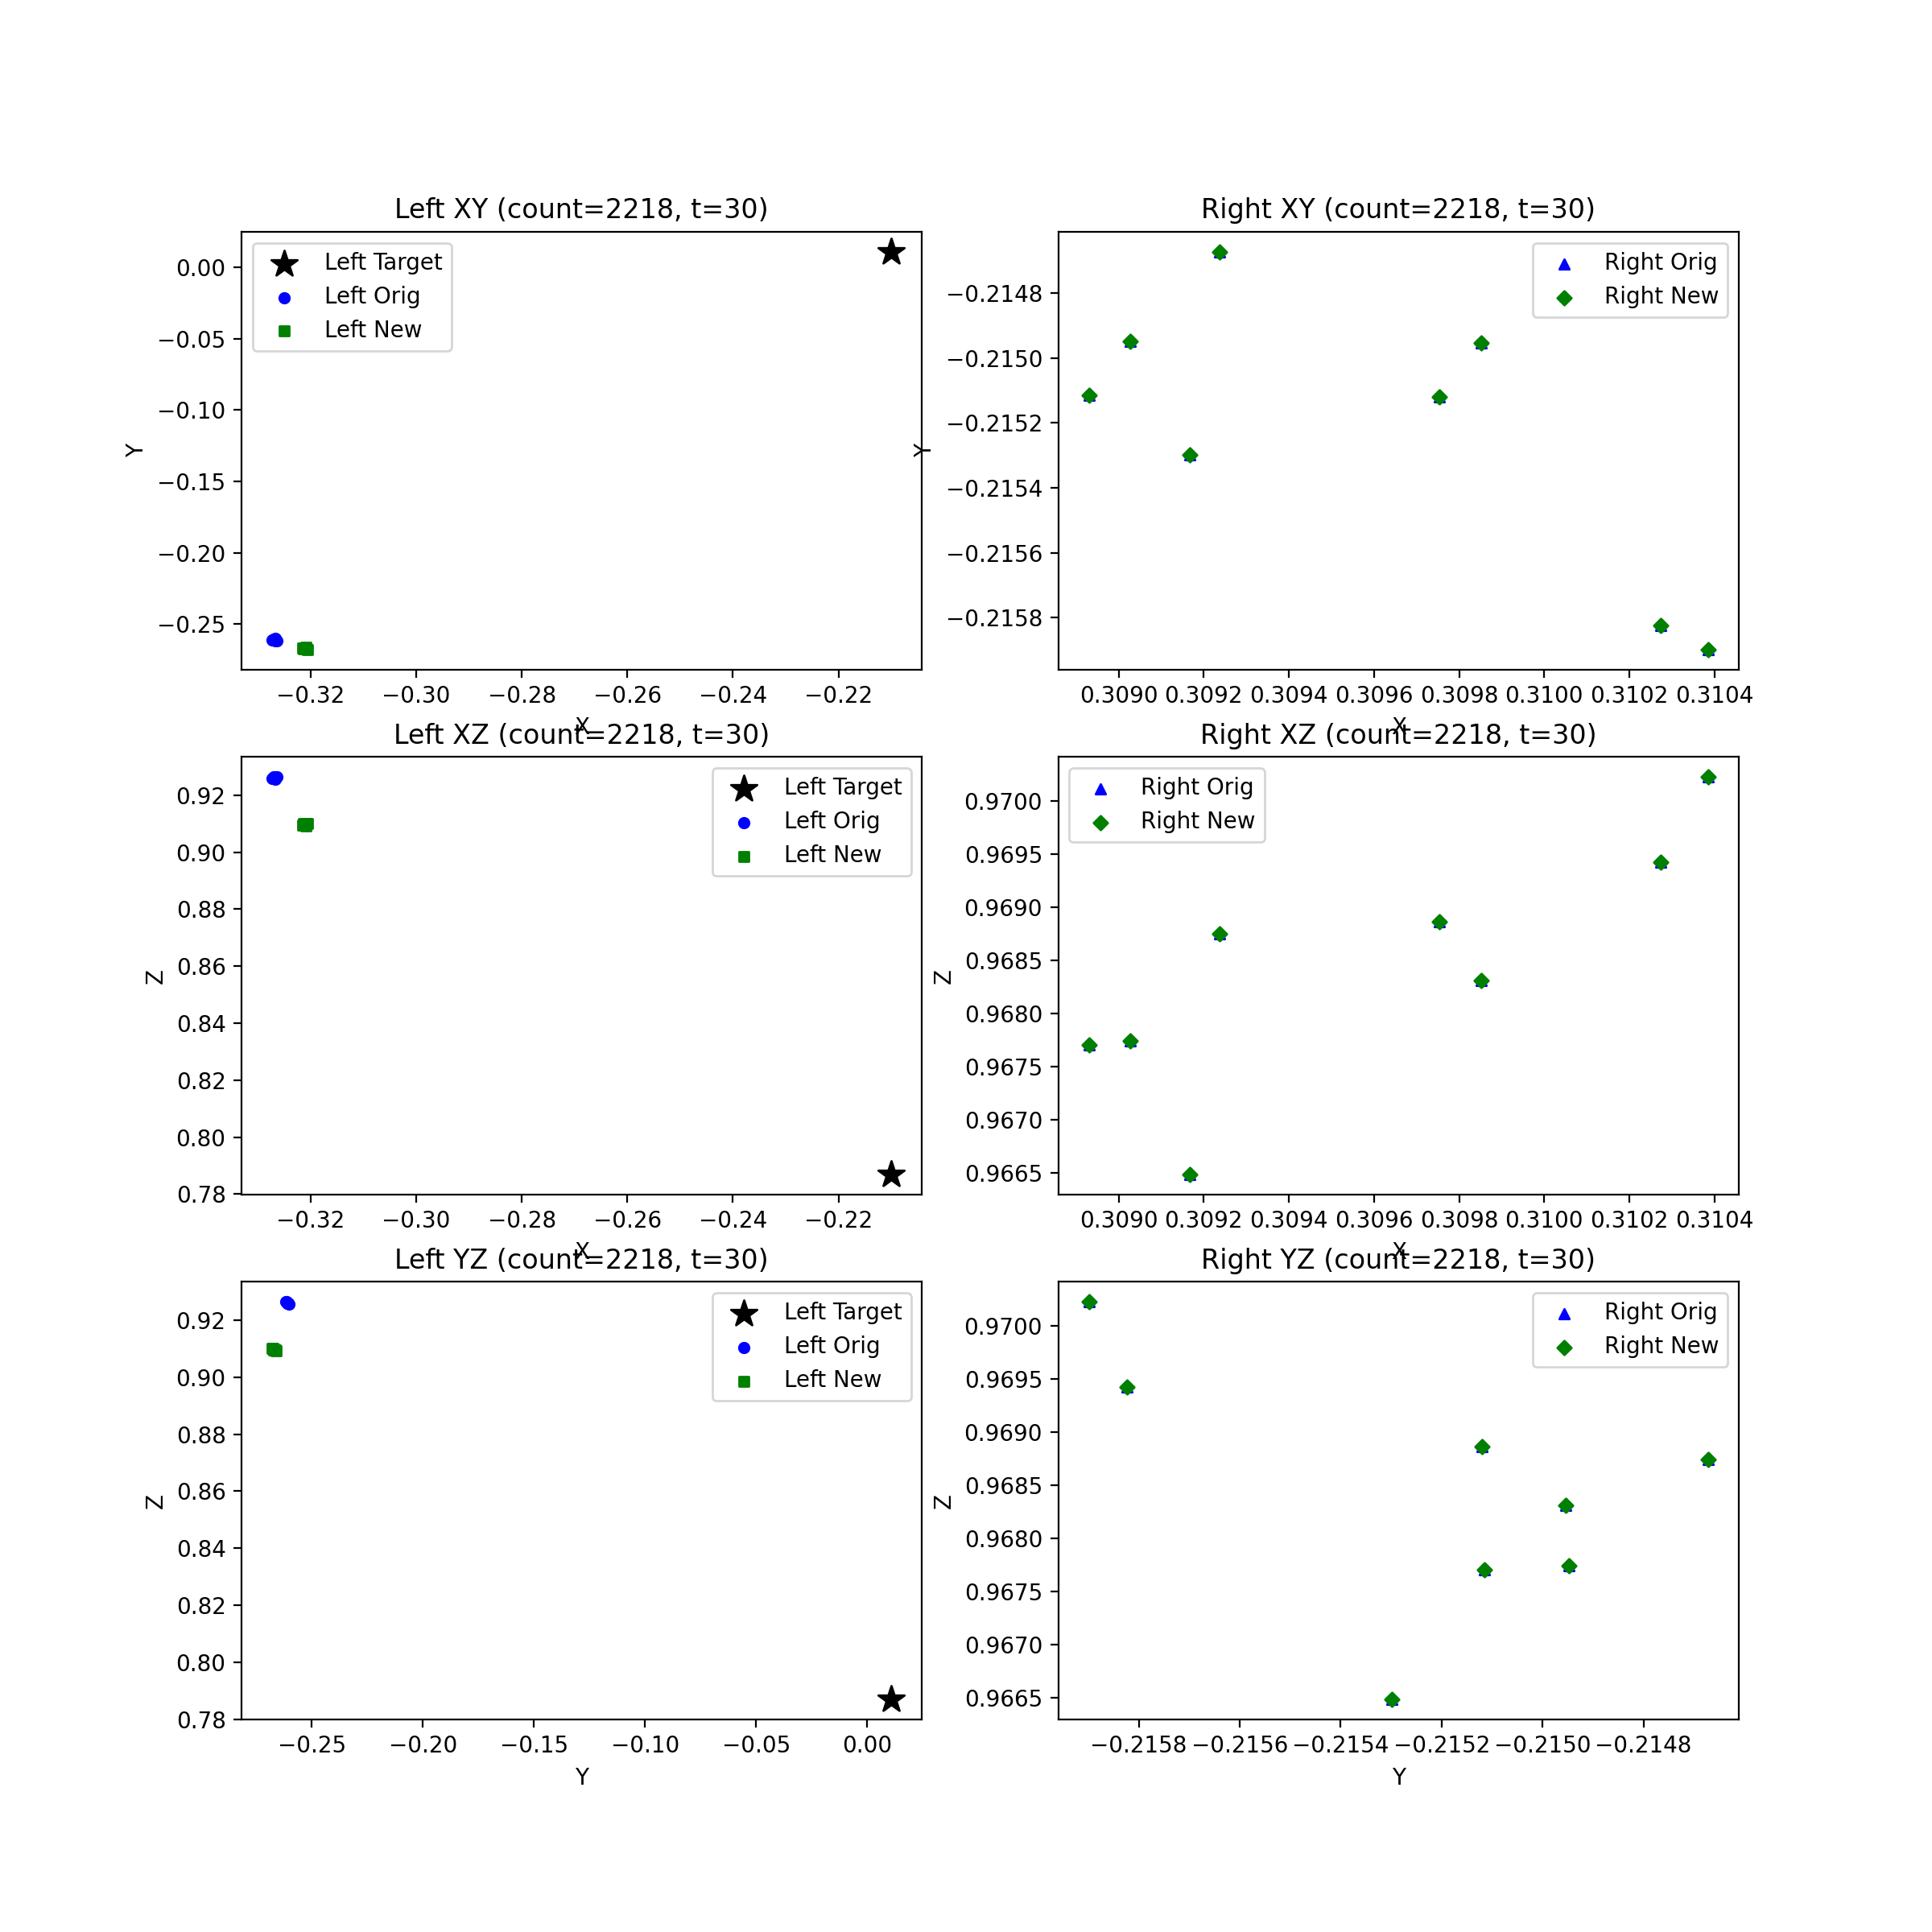 Left XY (count=2218, t=30)
Left Target
Left Orig
Left New
0.00
−0.05
−0.10
−0.15
−0.20
−0.25
Y
−0.32 −0.30 −0.28 −0.26 −0.24 −0.22
X
Right XY (count=2218, t=30)
Right Orig
Right New
−0.2148
−0.2150
−0.2152
−0.2154
−0.2156
−0.2158
Y
0.3090 0.3092 0.3094 0.3096 0.3098 0.3100 0.3102 0.3104
X
Left XZ (count=2218, t=30)
Left Target
Left Orig
Left New
0.92
0.90
0.88
0.86
0.84
0.82
0.80
0.78
Z
−0.32 −0.30 −0.28 −0.26 −0.24 −0.22
X
Right XZ (count=2218, t=30)
Right Orig
Right New
0.9700
0.9695
0.9690
0.9685
0.9680
0.9675
0.9670
0.9665
Z
0.3090 0.3092 0.3094 0.3096 0.3098 0.3100 0.3102 0.3104
X
Left YZ (count=2218, t=30)
Left Target
Left Orig
Left New
0.92
0.90
0.88
0.86
0.84
0.82
0.80
0.78
Z
−0.25 −0.20 −0.15 −0.10 −0.05 0.00
Y
Right YZ (count=2218, t=30)
Right Orig
Right New
0.9700
0.9695
0.9690
0.9685
0.9680
0.9675
0.9670
0.9665
Z
−0.2158 −0.2156 −0.2154 −0.2152 −0.2150 −0.2148
Y